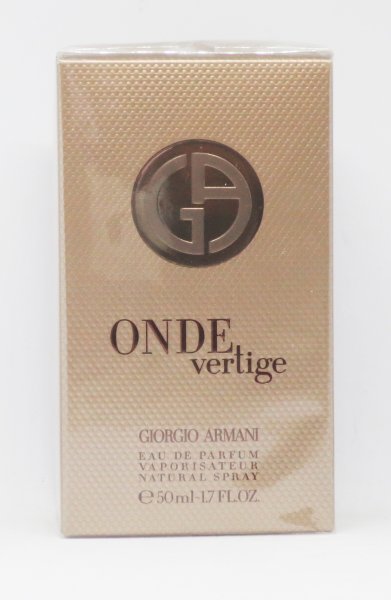 GA
ONDE
vertige
GIORGIO ARMANI
EAU DE PARFUM
VAPORISATEUR
NATURAL SPRAY
℮ 50 ml - 1.7 FL.OZ.